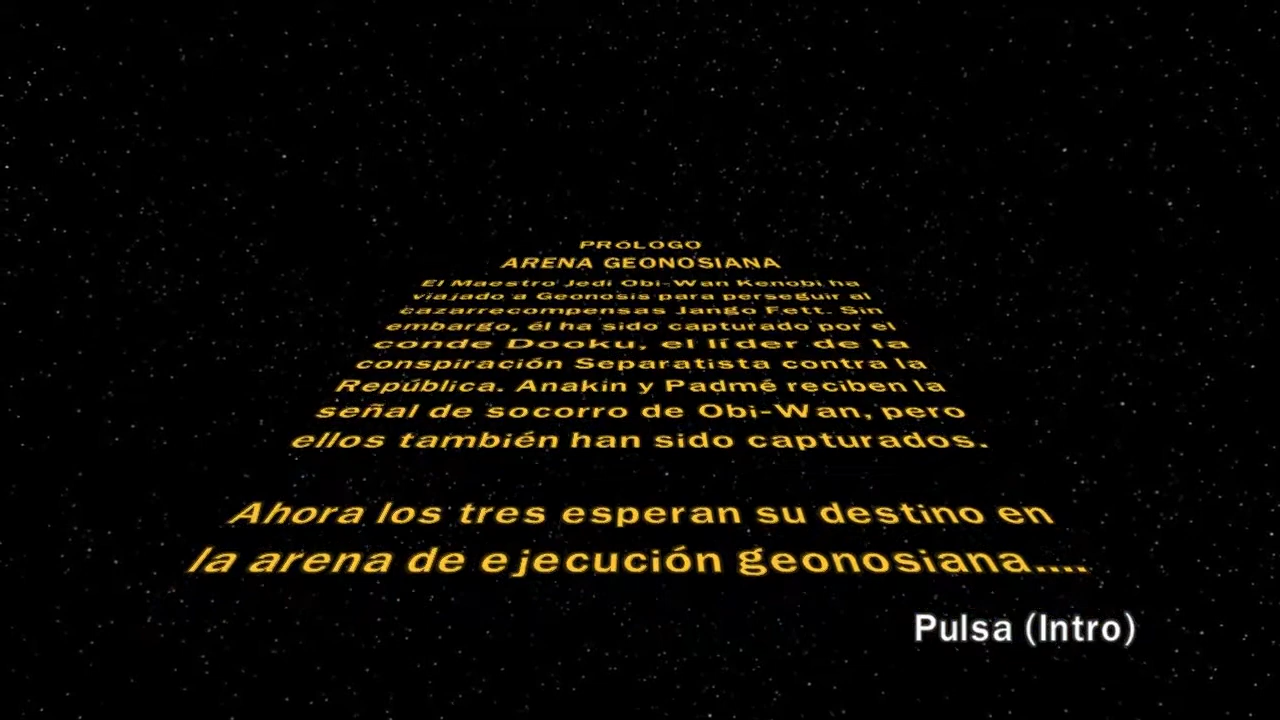 PRÓLOGO
ARENA GEONOSIANA
El Maestro Jedi Obi-Wan Kenobi ha
viajado a Geonosis para perseguir al
cazarrecompensas Jango Fett. Sin
embargo, él ha sido capturado por el
conde Dooku, el líder de la
conspiración Separatista contra la
República. Anakin y Padmé reciben la
señal de socorro de Obi-Wan, pero
ellos también han sido capturados.
Ahora los tres esperan su destino en
la arena de ejecución geonosiana....
Pulsa (Intro)